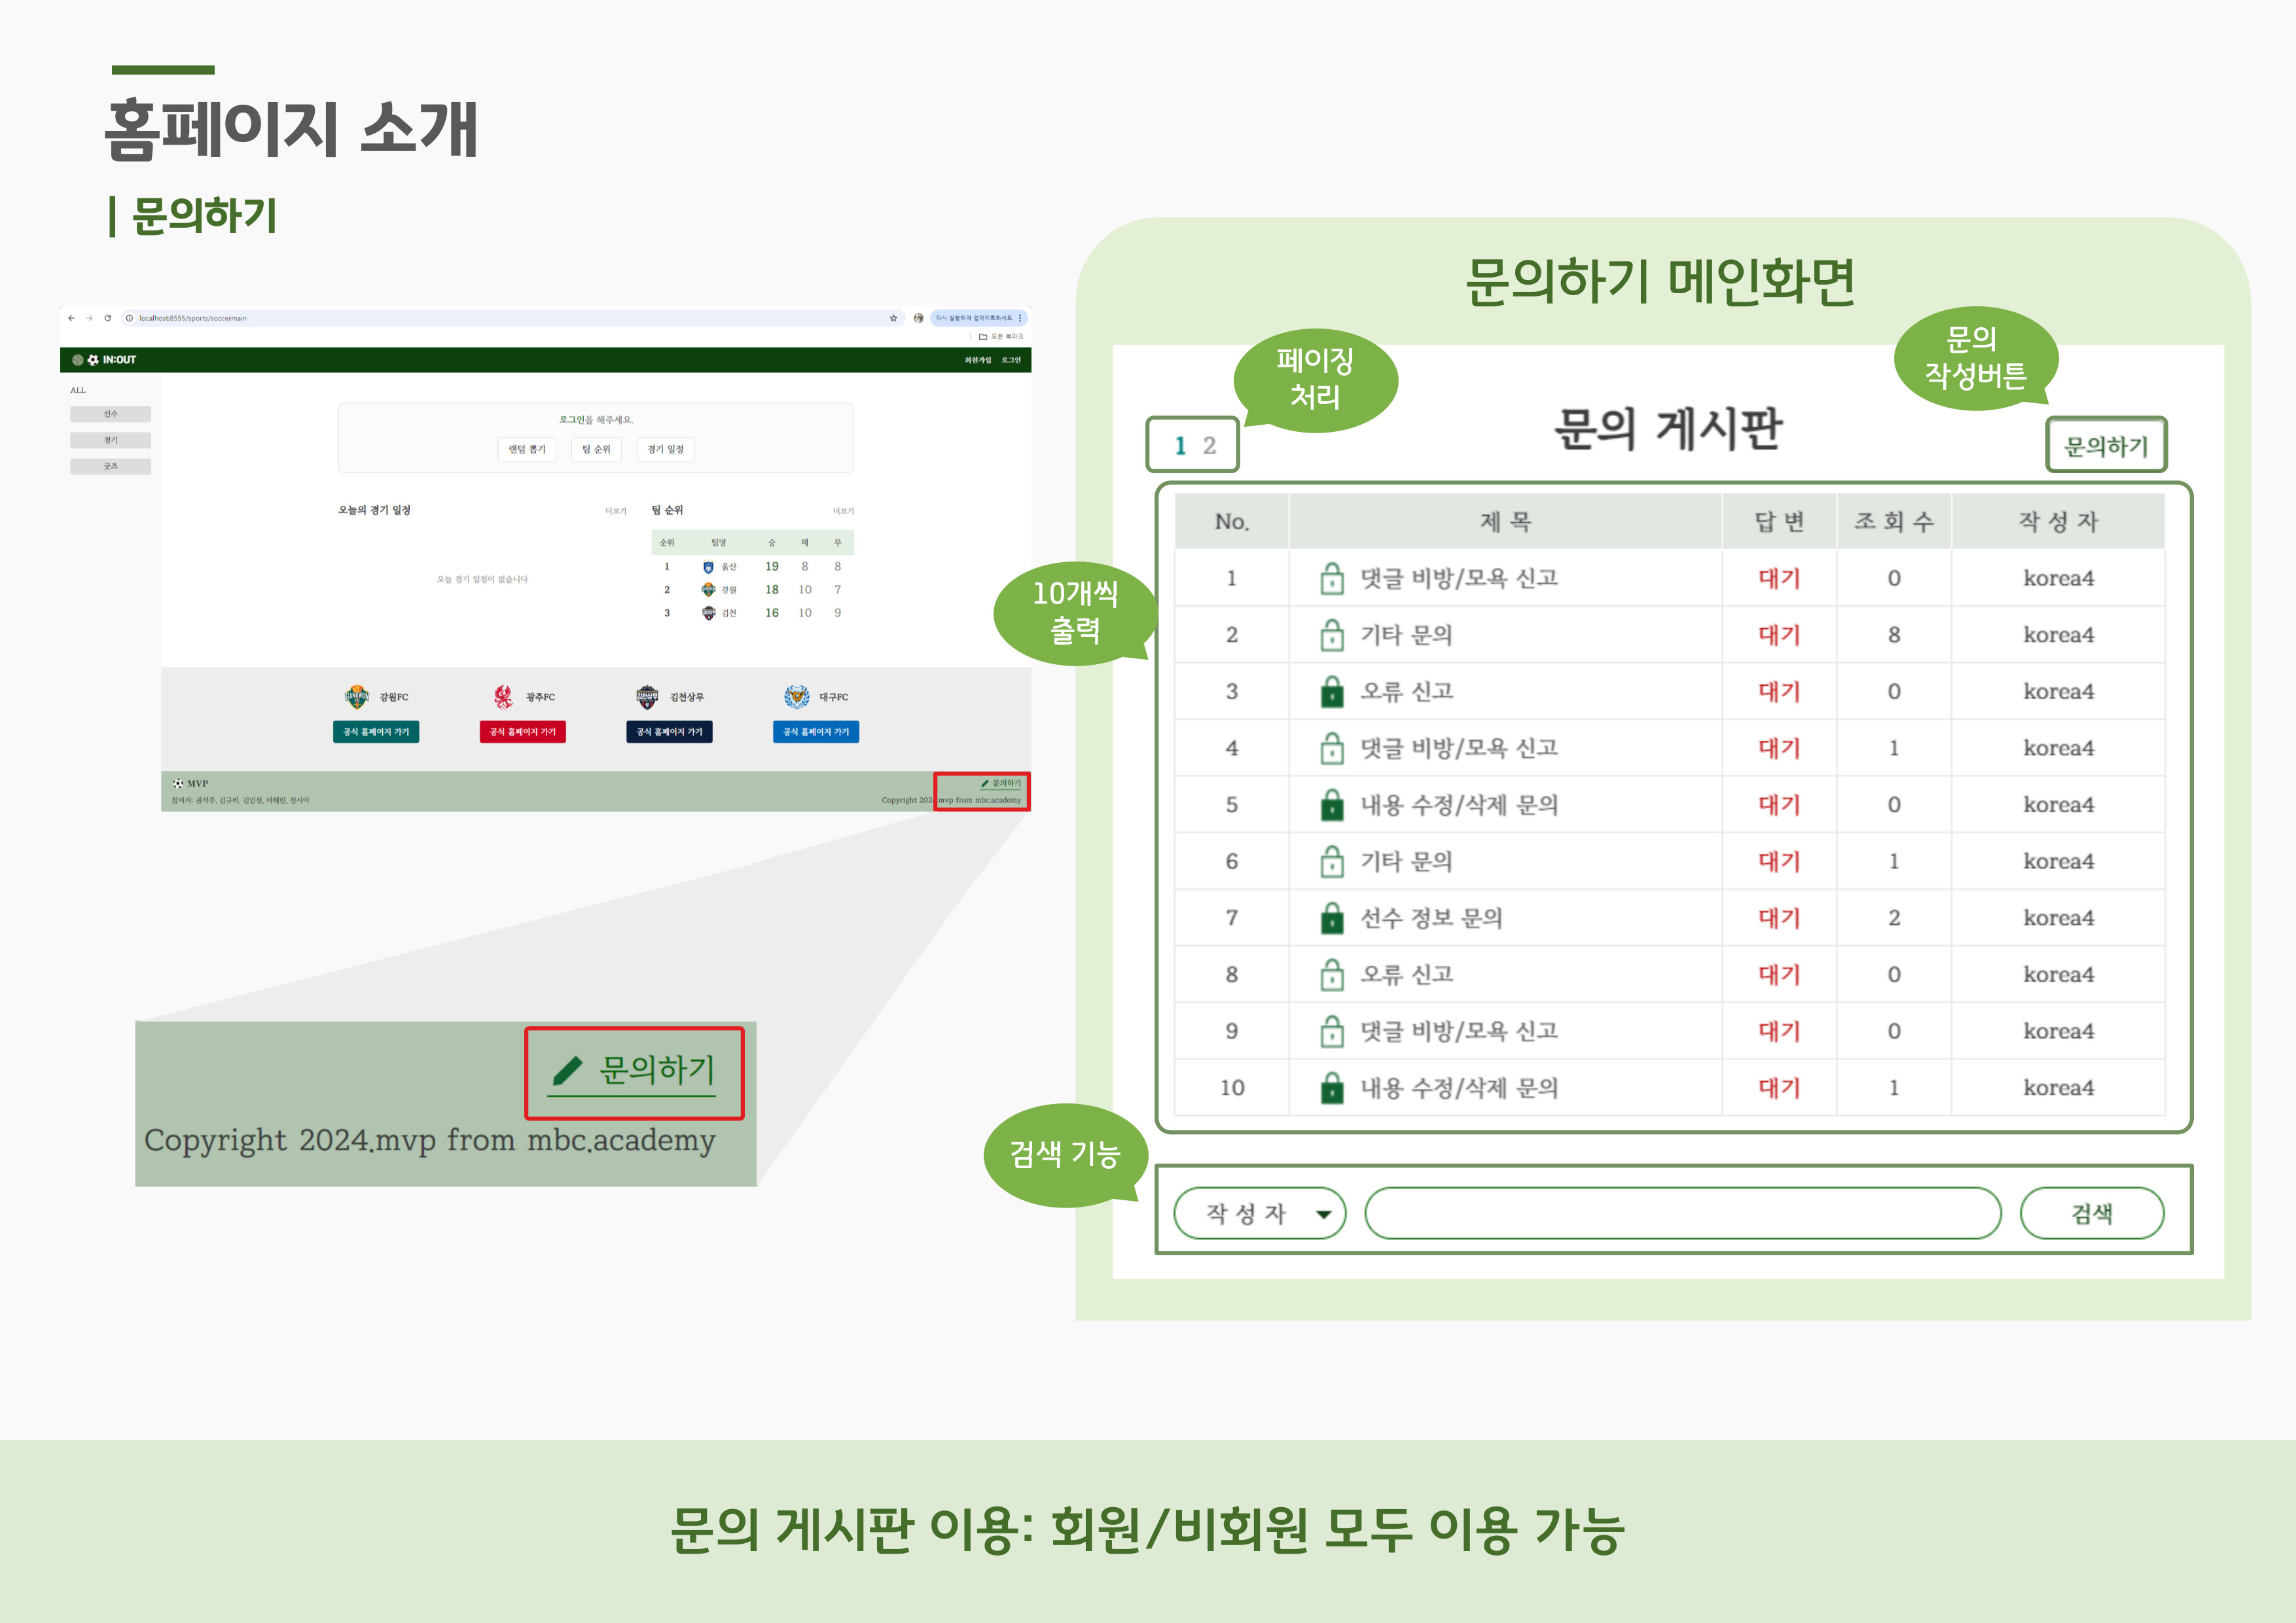 홈페이지 소개
| 문의하기
localhost:8555/sports/soccermain
다시 실행하여 업데이트하세요
모든 북마크
IN:OUT
회원가입 로그인
ALL
선수
경기
굿즈
로그인을 해주세요.
랜덤 뽑기 팀 순위 경기 일정
오늘의 경기 일정 더보기
오늘 경기 일정이 없습니다
팀 순위 더보기
순위 팀명 승 패 무
1 울산 19 8 8
2 강원 18 10 7
3 김천 16 10 9
강원FC 광주FC 김천상무 대구FC
공식 홈페이지 가기 공식 홈페이지 가기 공식 홈페이지 가기 공식 홈페이지 가기
MVP
문의하기
Copyright 2024.mvp from mbc.academy
문의하기
Copyright 2024.mvp from mbc.academy
문의하기 메인화면
페이징
처리
문의
작성버튼
1 2
문의 게시판
문의하기
10개씩
출력
No. 제 목 답 변 조 회 수 작 성 자
1 댓글 비방/모욕 신고 대기 0 korea4
2 기타 문의 대기 8 korea4
3 오류 신고 대기 0 korea4
4 댓글 비방/모욕 신고 대기 1 korea4
5 내용 수정/삭제 문의 대기 0 korea4
6 기타 문의 대기 1 korea4
7 선수 정보 문의 대기 2 korea4
8 오류 신고 대기 0 korea4
9 댓글 비방/모욕 신고 대기 0 korea4
10 내용 수정/삭제 문의 대기 1 korea4
검색 기능
작 성 자 검색
문의 게시판 이용: 회원/비회원 모두 이용 가능